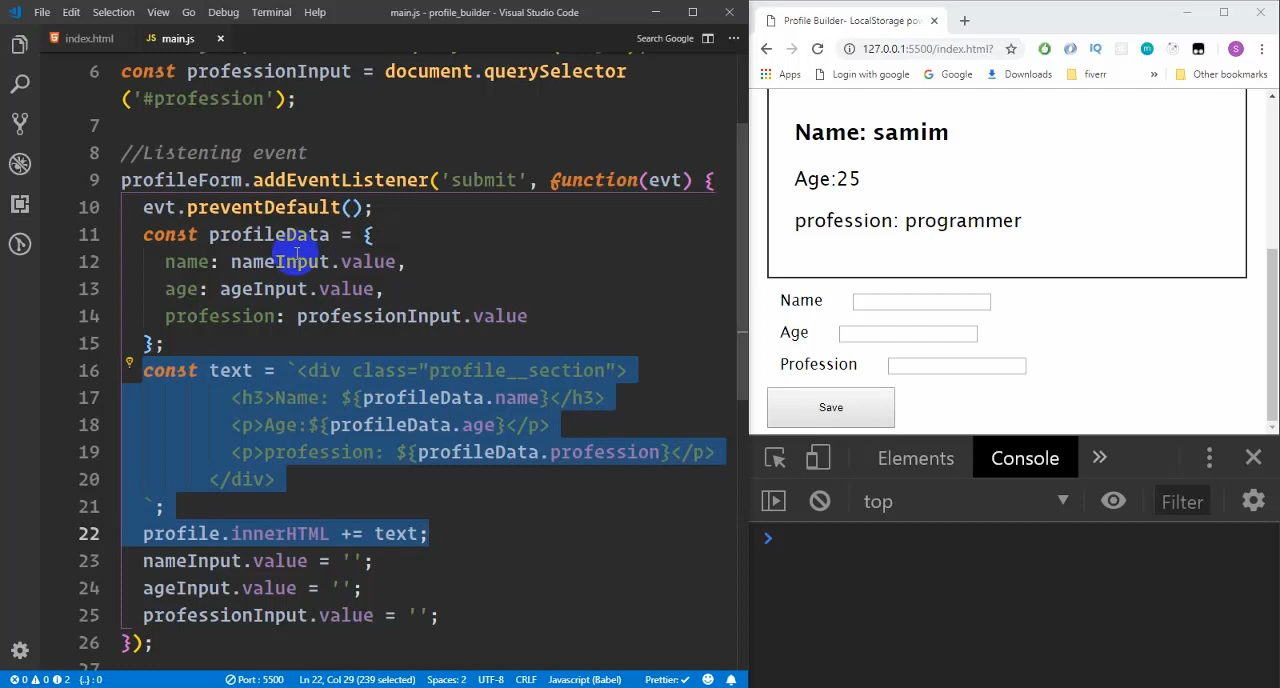 File Edit Selection View Go Debug Terminal Help main.js - profile_builder - Visual Studio Code
index.html JS main.js Search Google
6 const professionInput = document.querySelector
('#profession');
7
8 //Listening event
9 profileForm.addEventListener('submit', function(evt) {
10 evt.preventDefault();
11 const profileData = {
12 name: nameInput.value,
13 age: ageInput.value,
14 profession: professionInput.value
15 };
16 const text = `<div class="profile__section">
17 <h3>Name: ${profileData.name}</h3>
18 <p>Age:${profileData.age}</p>
19 <p>profession: ${profileData.profession}</p>
20 </div>
21 `;
22 profile.innerHTML += text;
23 nameInput.value = '';
24 ageInput.value = '';
25 professionInput.value = '';
26 });
27
0 0 2 {..} : 0 Port : 5500 Ln 22, Col 29 (239 selected) Spaces: 2 UTF-8 CRLF Javascript (Babel) Prettier: ✓
Profile Builder- LocalStorage pow
127.0.0.1:5500/index.html? IQ m S
Apps Login with google G Google Downloads fiverr » Other bookmarks
Name: samim
Age:25
profession: programmer
Name
Age
Profession
Save
Elements Console »
top Filter